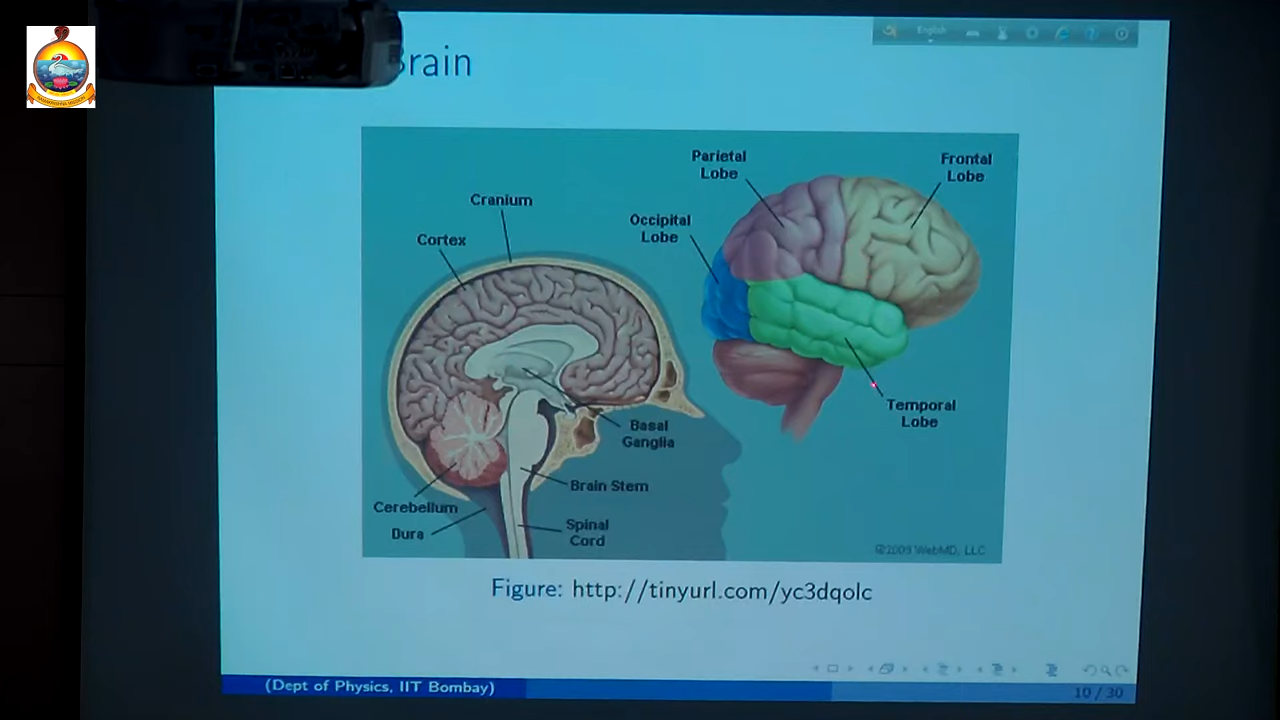 Brain
English
Parietal
Lobe
Frontal
Lobe
Cranium
Occipital
Lobe
Cortex
Temporal
Lobe
Basal
Ganglia
Brain Stem
Cerebellum
Spinal
Cord
Dura
©2009 WebMD, LLC
Figure: http://tinyurl.com/yc3dqolc
(Dept of Physics, IIT Bombay)
10 / 30